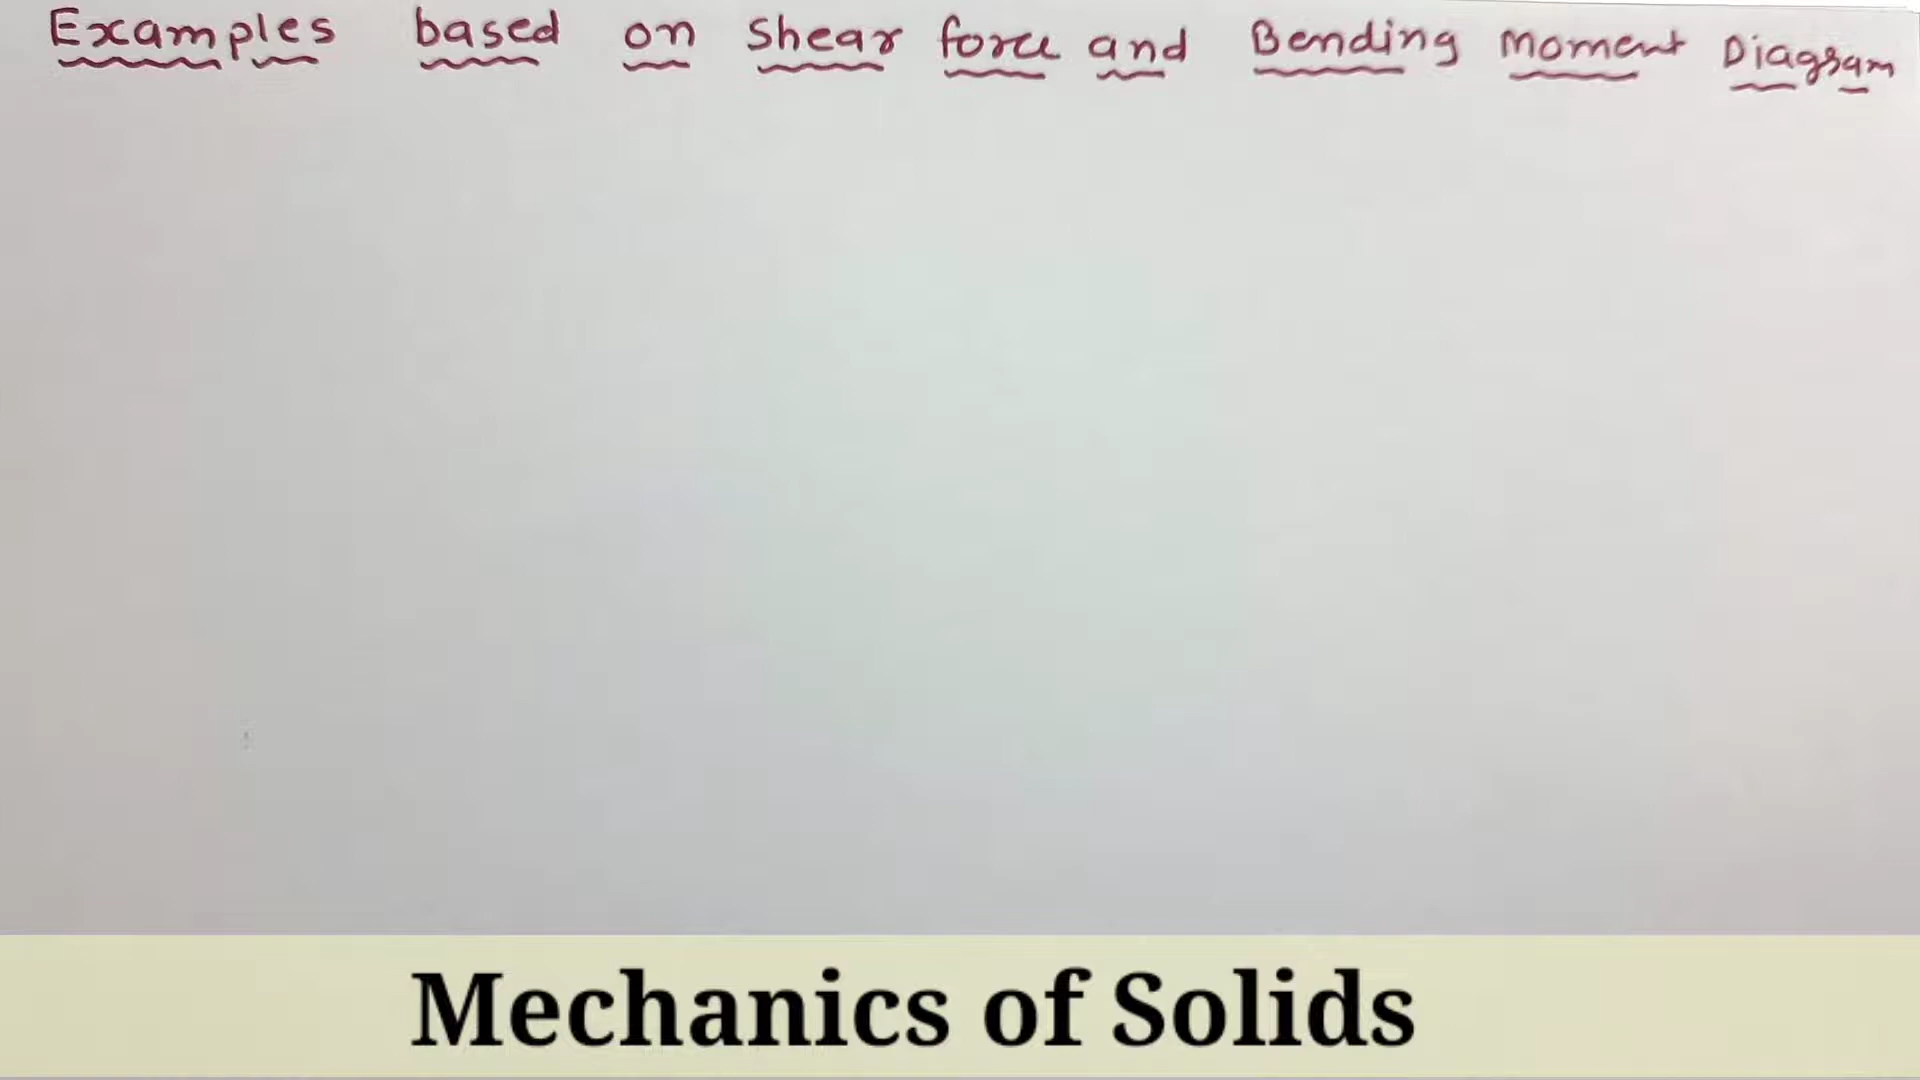 Examples based on Shear force and Bending Moment Diagram
Mechanics of Solids